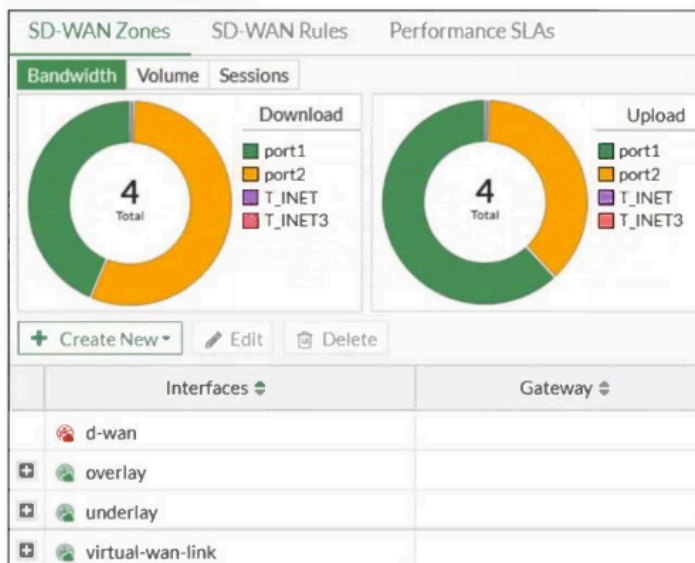 SD-WAN Zones SD-WAN Rules Performance SLAs
Bandwidth Volume Sessions
Download
port1
port2
T_INET
T_INET3
4
Total
Upload
port1
port2
T_INET
T_INET3
4
Total
+ Create New Edit Delete
Interfaces Gateway
d-wan
overlay
underlay
virtual-wan-link